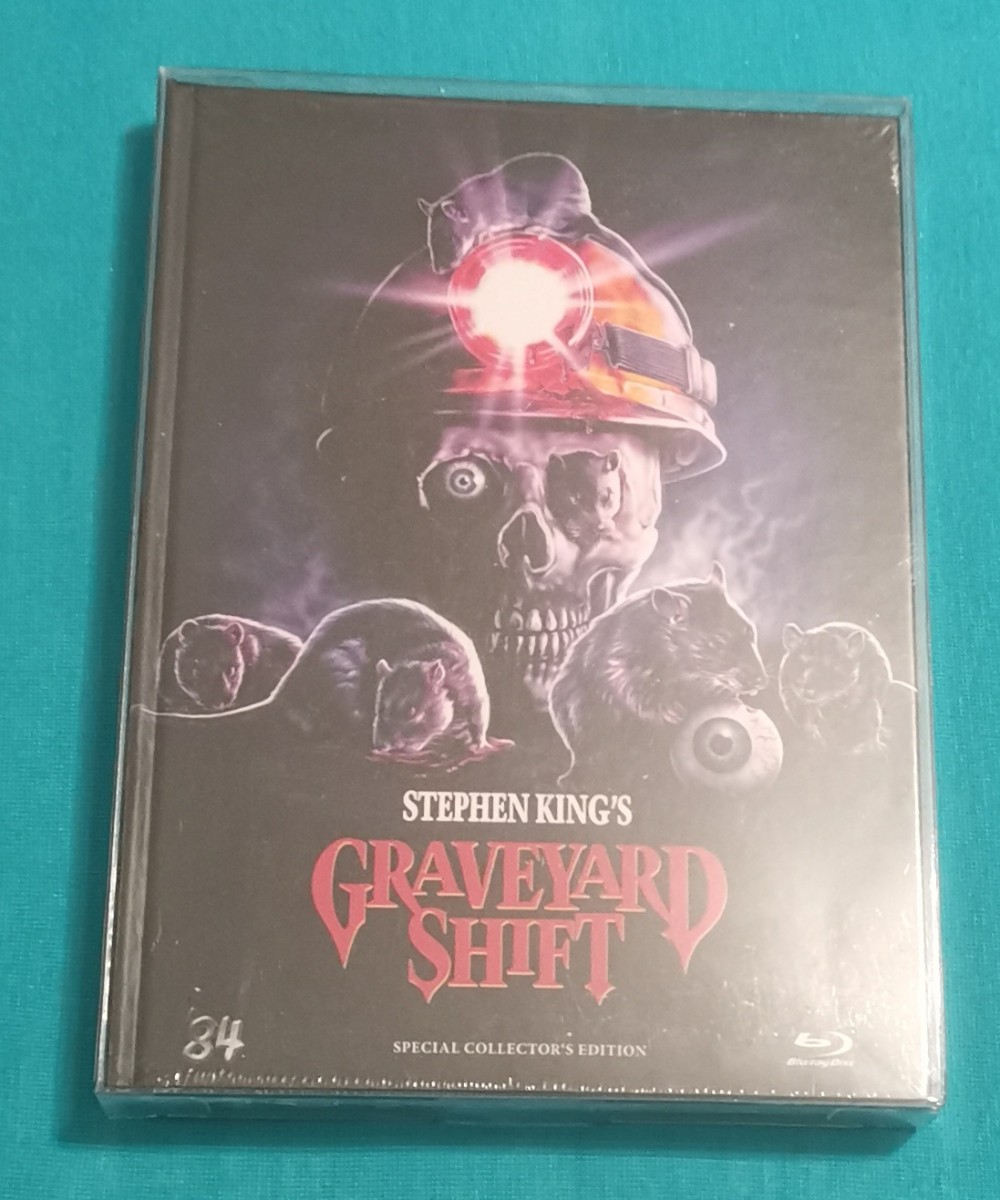 STEPHEN KING'S
GRAVEYARD
SHIFT
84
SPECIAL COLLECTOR'S EDITION
Blu-ray Disc